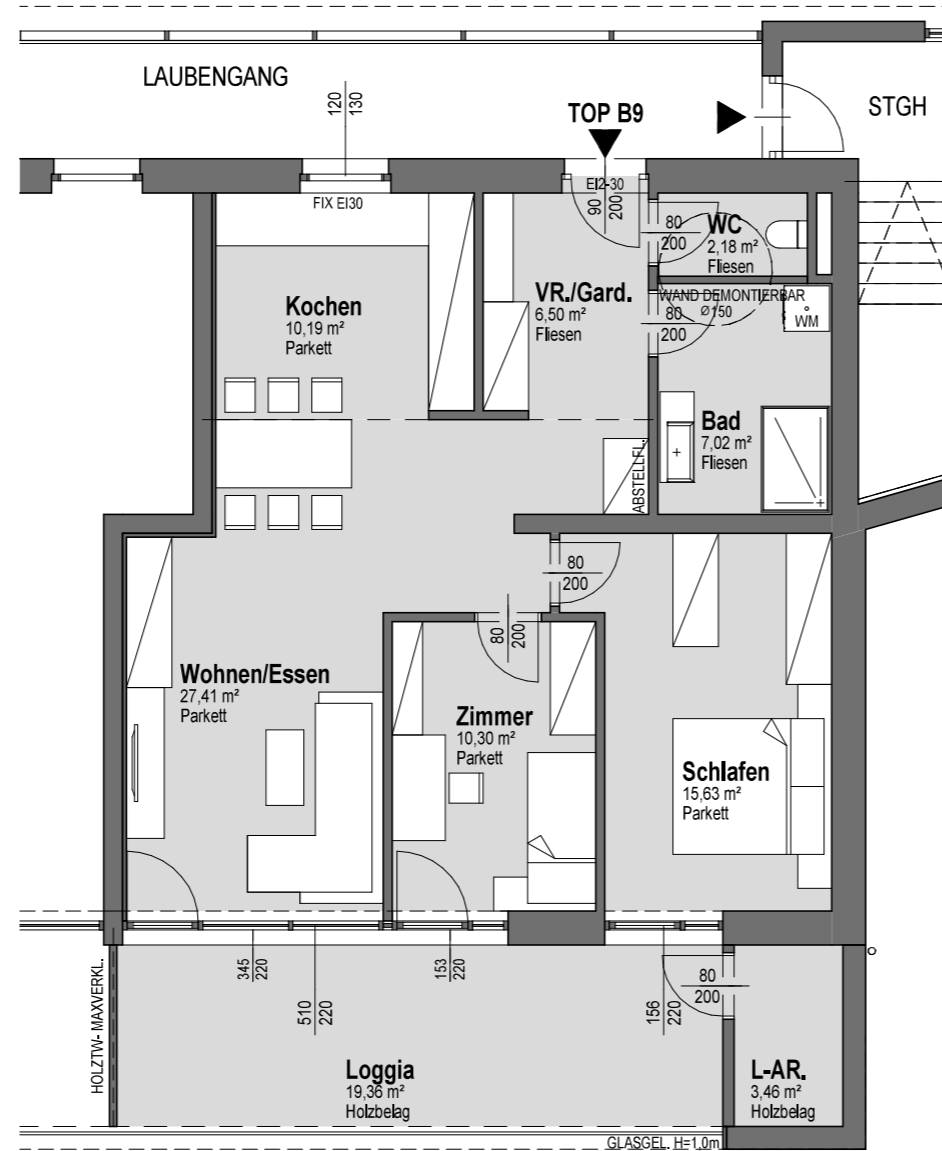 LAUBENGANG
STGH
120
130
TOP B9
FIX EI30
EI2-30
90
200
80
200
WC
2,18 m²
Fliesen
Kochen
10,19 m²
Parkett
VR./Gard.
6,50 m²
Fliesen
WAND DEMONTIERBAR
Ø150
80
200
WM
Bad
7,02 m²
Fliesen
ABSTELLFL.
80
200
80
200
Wohnen/Essen
27,41 m²
Parkett
Zimmer
10,30 m²
Parkett
Schlafen
15,63 m²
Parkett
HOLZTW- MAXVERKL.
345
220
510
220
153
220
156
220
80
200
Loggia
19,36 m²
Holzbelag
L-AR.
3,46 m²
Holzbelag
GLASGEL. H=1,0m